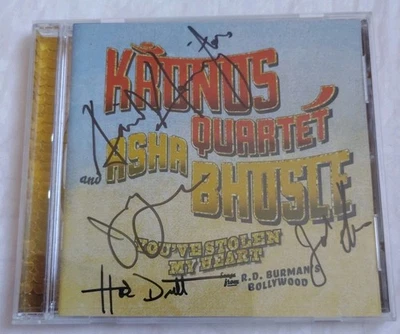 KRONOS
QUARTET
and ASHA
BHOSLE
YOU'VE STOLEN
MY HEART
Songs from R.D. BURMAN'S
BOLLYWOOD